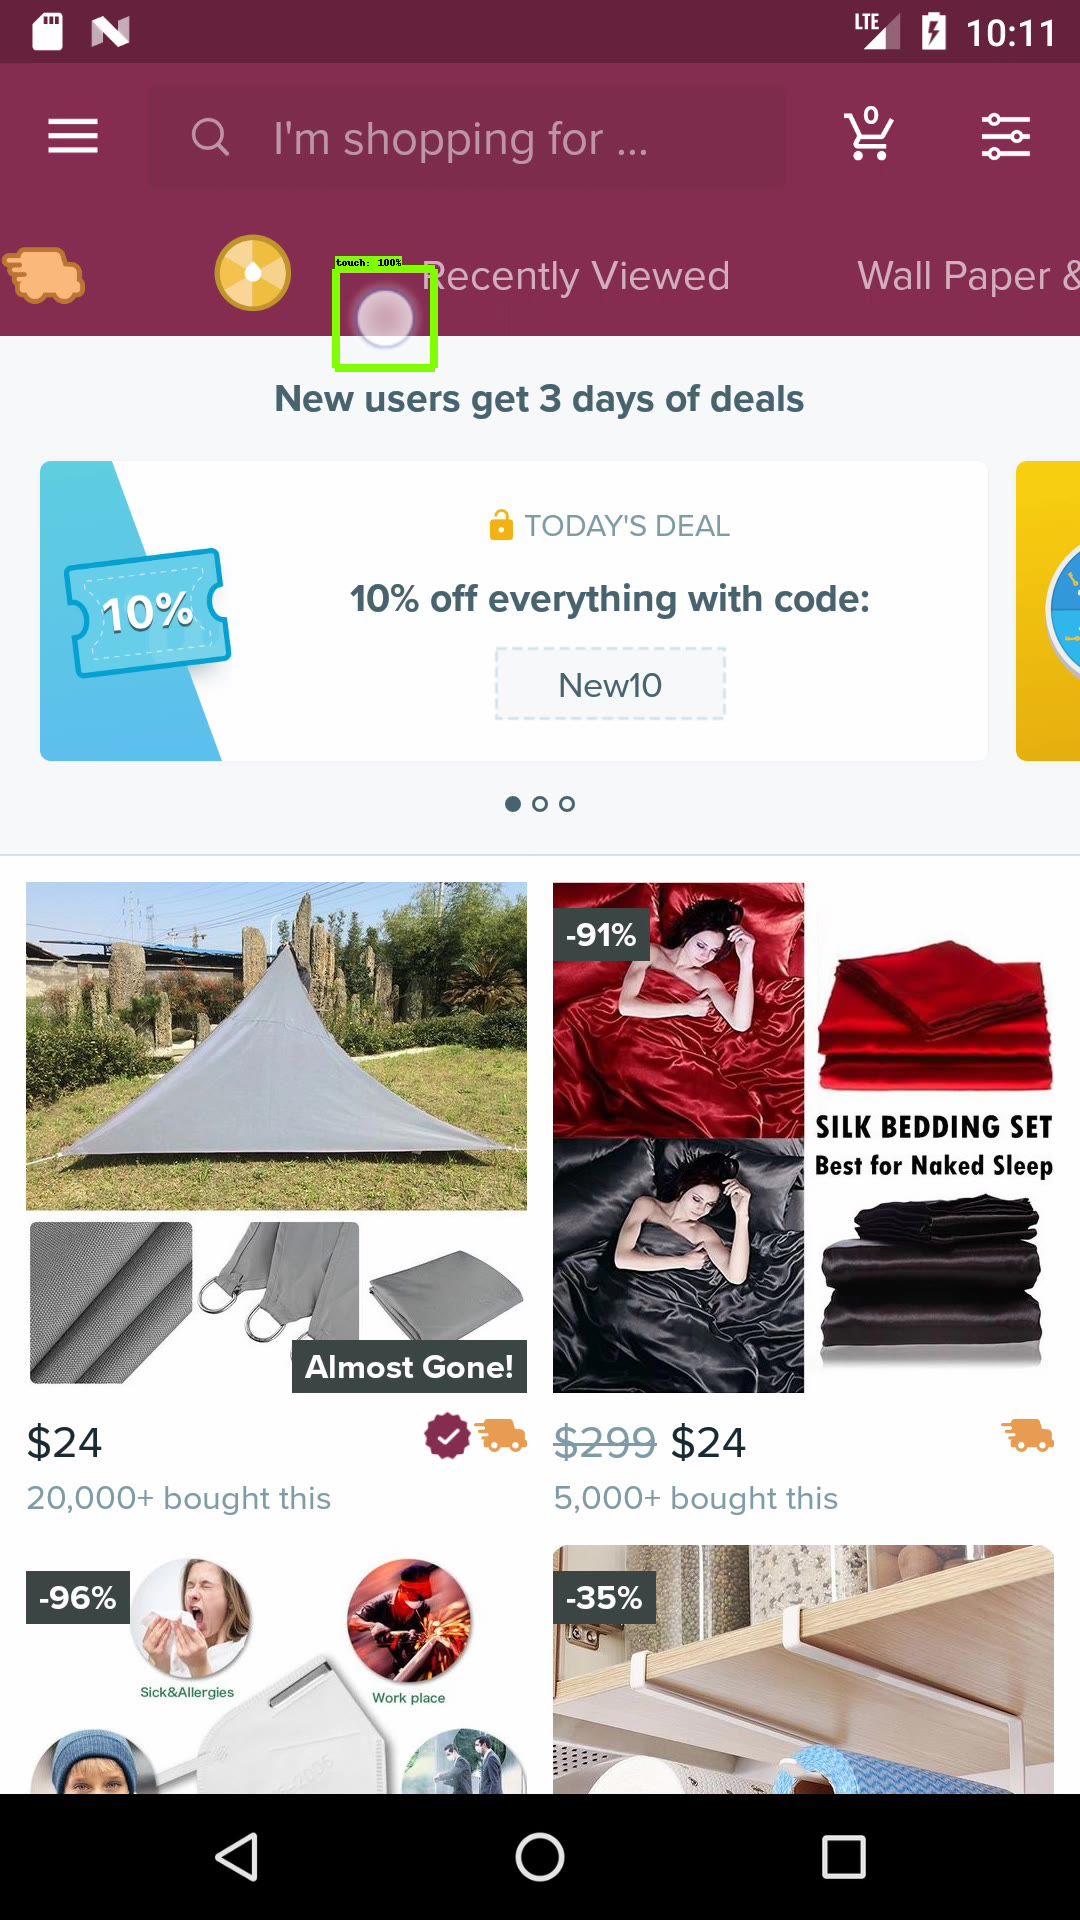 LTE 10:11
I'm shopping for ...
0
touch: 100%
Recently Viewed
Wall Paper &
New users get 3 days of deals
TODAY'S DEAL
10%
10% off everything with code:
New10
-91%
SILK BEDDING SET
Best for Naked Sleep
Almost Gone!
$24
$299 $24
20,000+ bought this
5,000+ bought this
-96%
-35%
Sick&Allergies
Work place